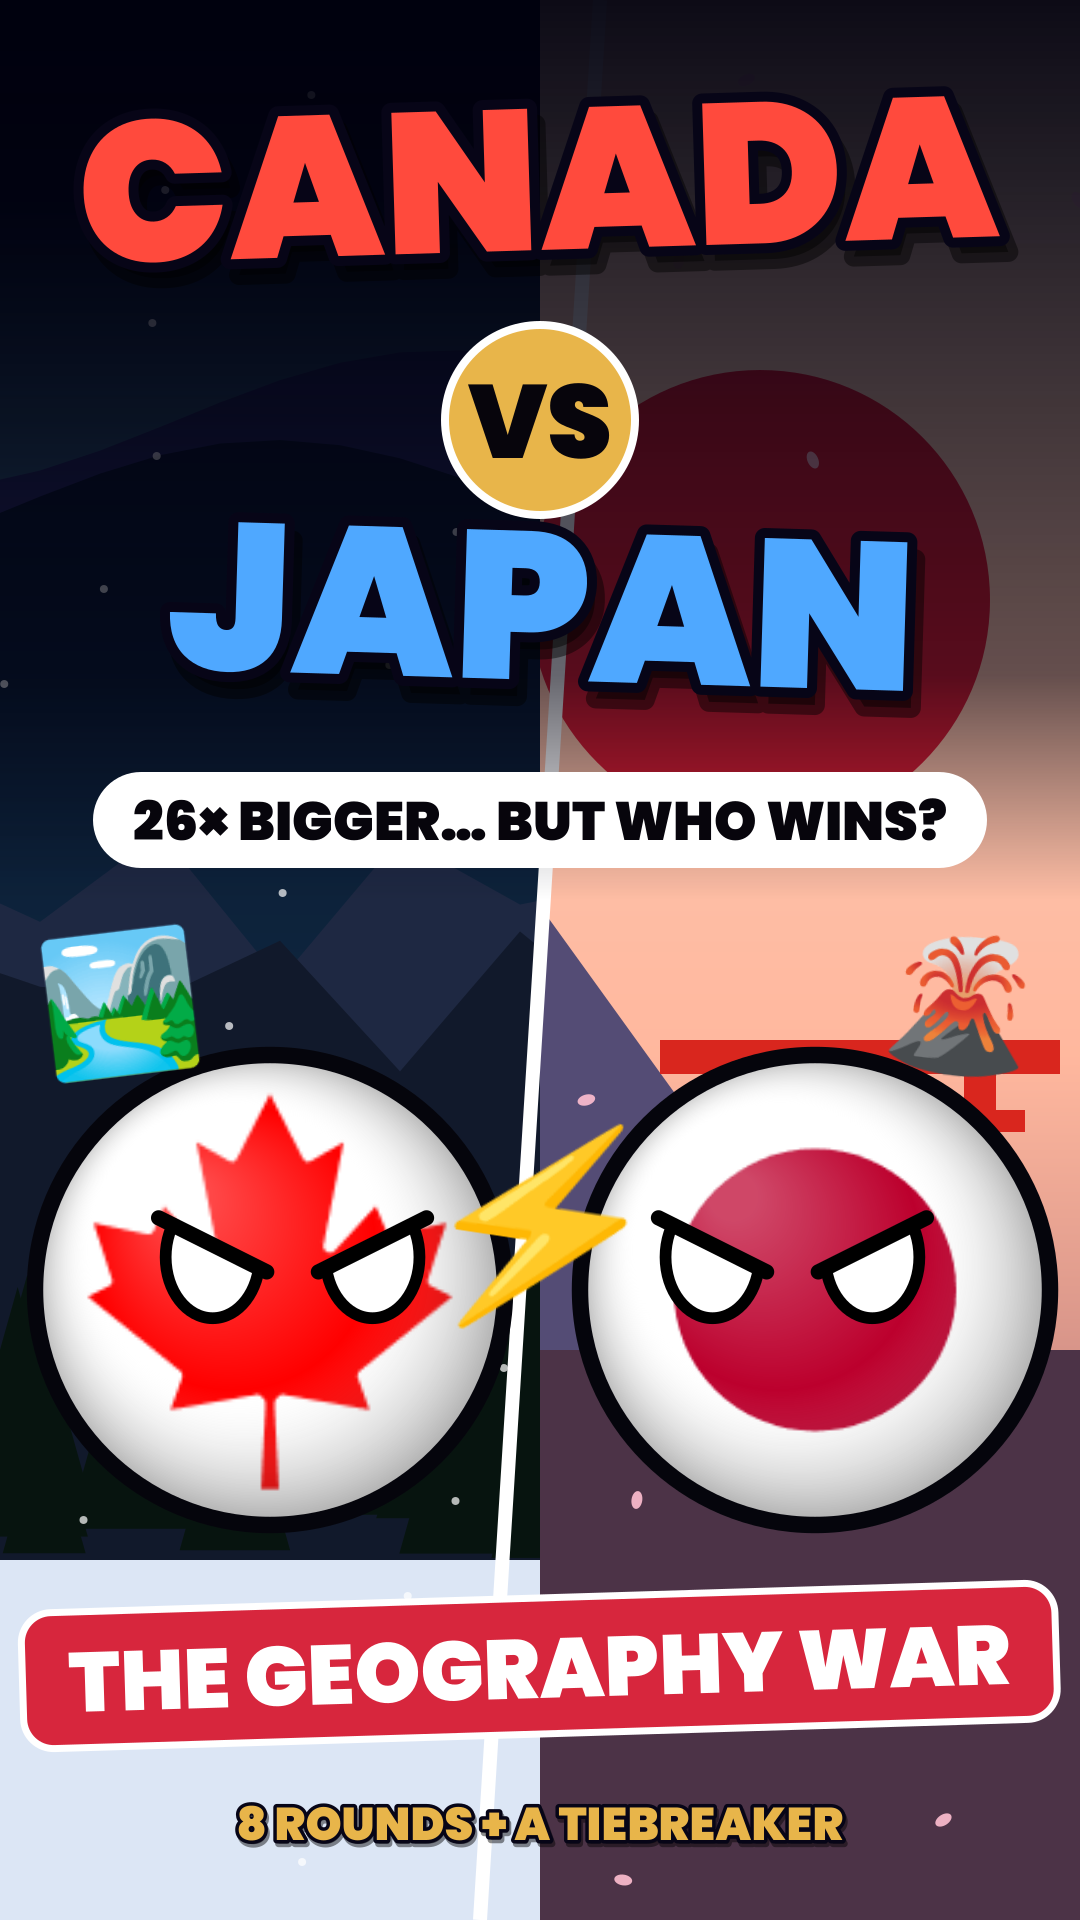 CANADA
VS
JAPAN
26× BIGGER... BUT WHO WINS?
THE GEOGRAPHY WAR
8 ROUNDS + A TIEBREAKER